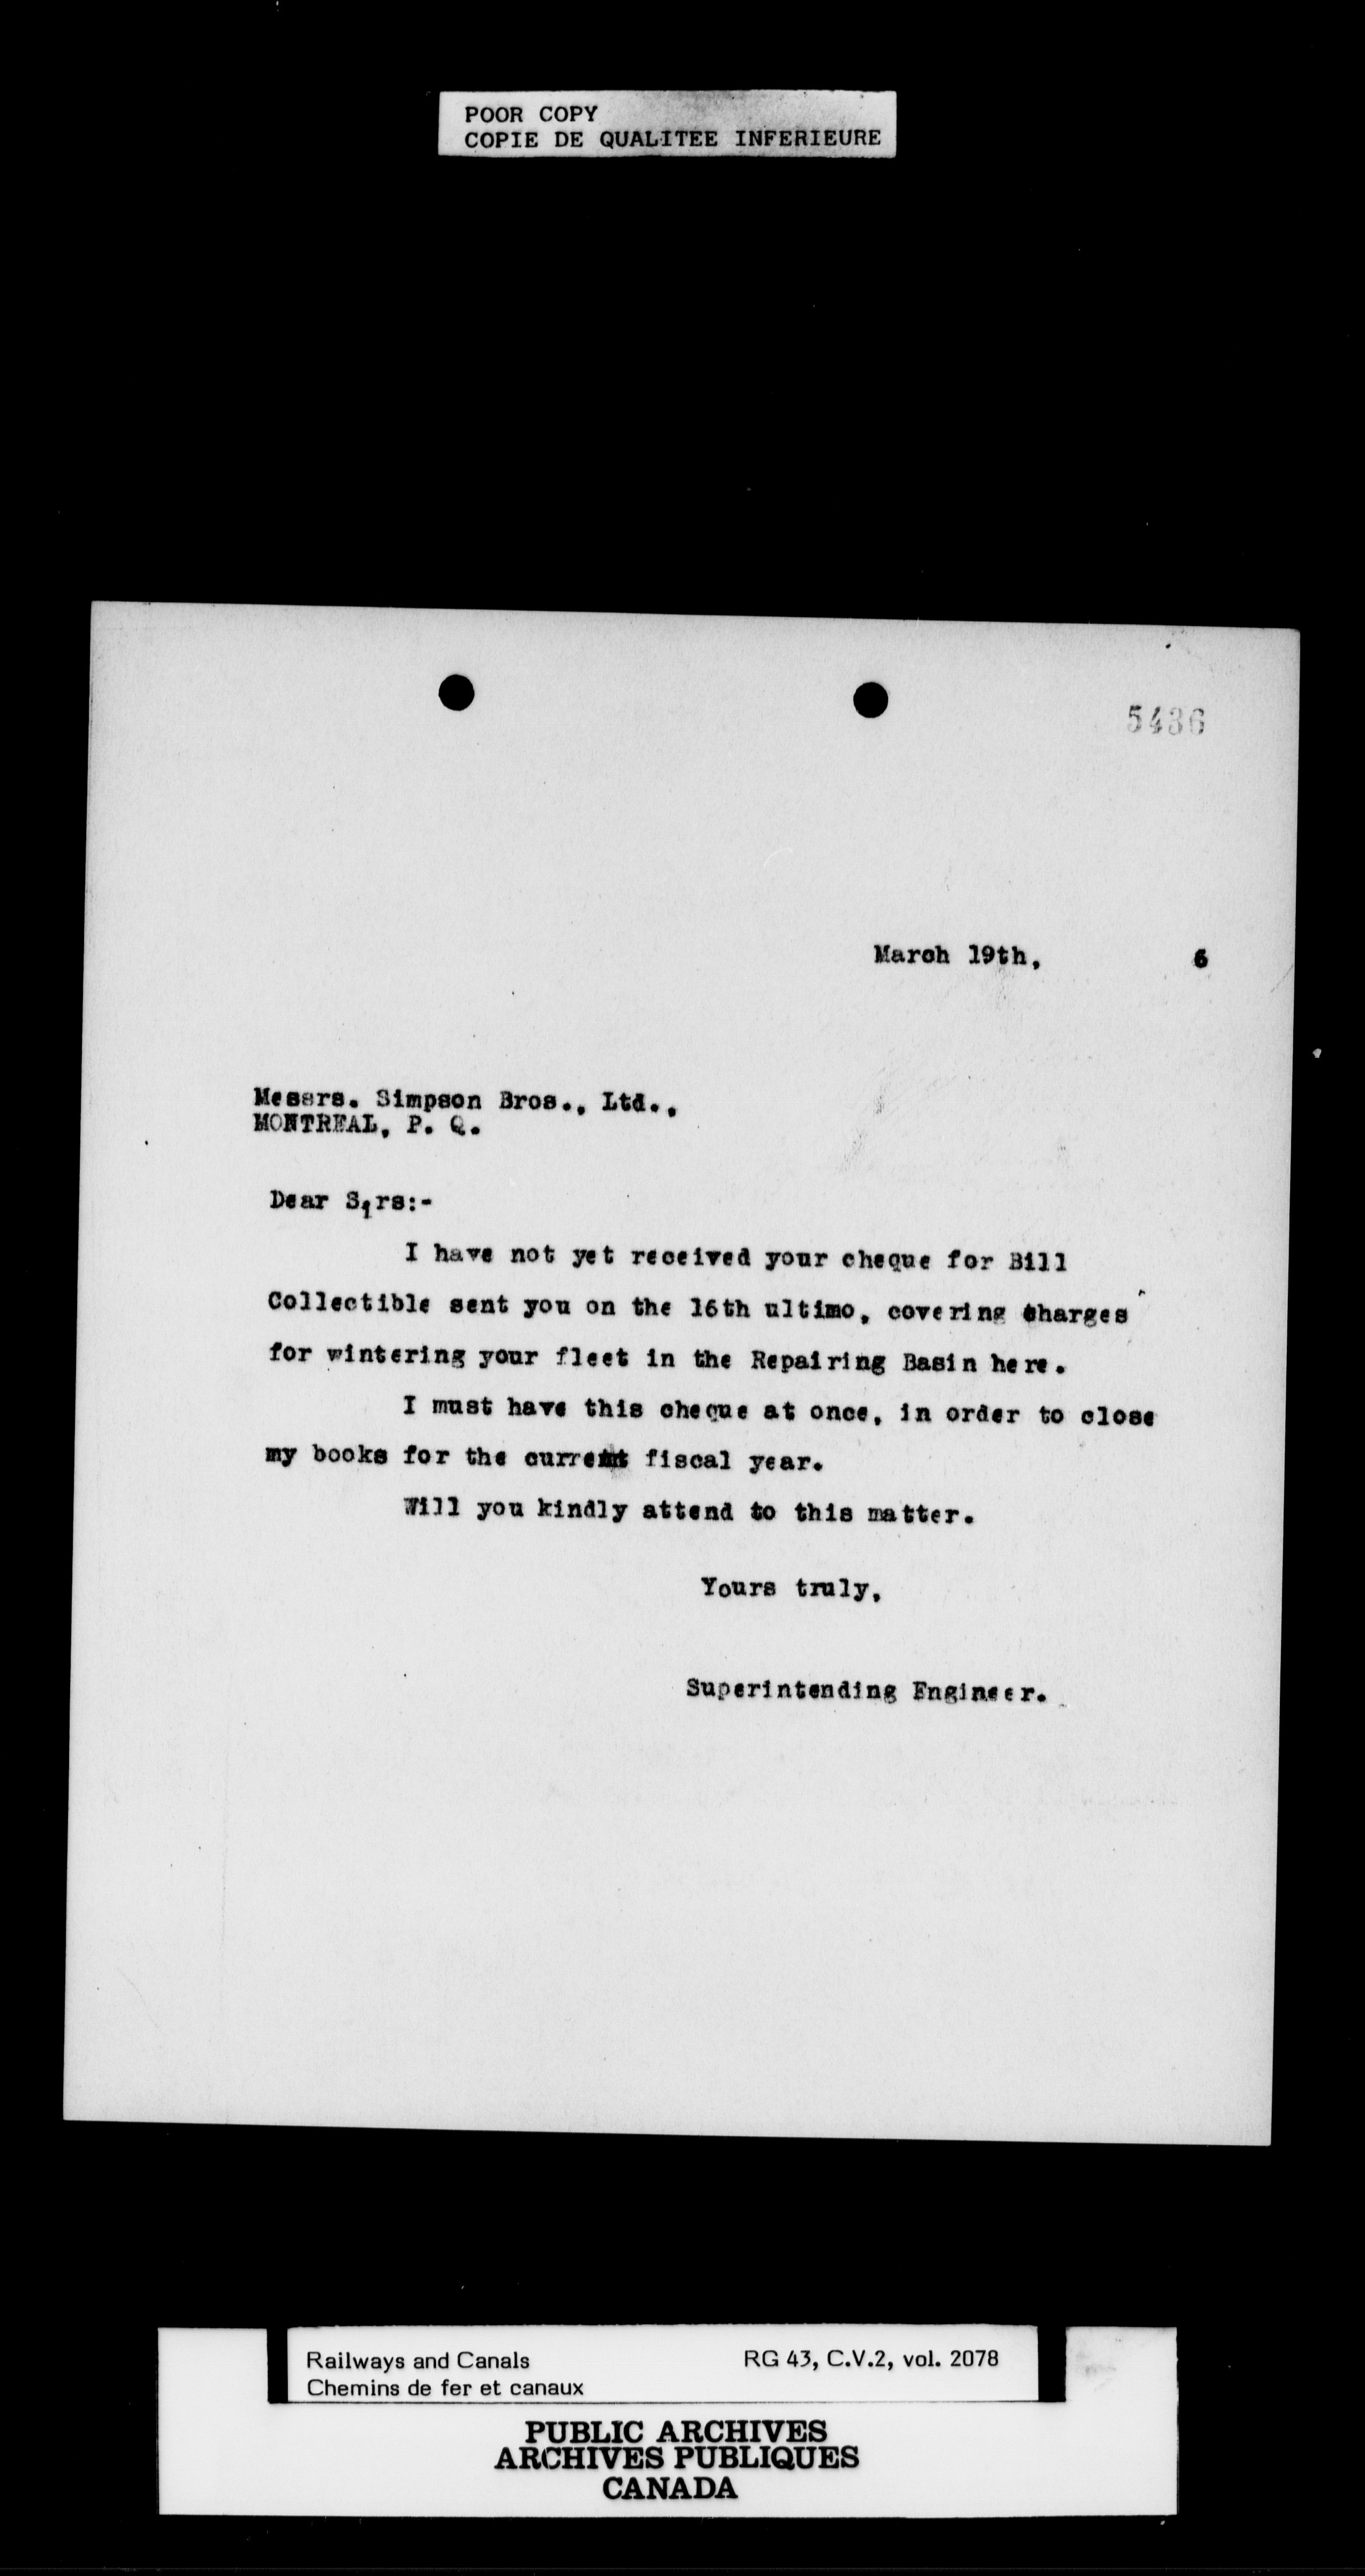 POOR COPY
COPIE DE QUALITEE INFERIEURE
5436
March 19th, 6
Messrs. Simpson Bros., Ltd.,
MONTREAL, P. Q.
Dear Sirs:-
I have not yet received your cheque for Bill
Collectible sent you on the 16th ultimo, covering charges
for wintering your fleet in the Repairing Basin here.
I must have this cheque at once, in order to close
my books for the current fiscal year.
Will you kindly attend to this matter.
Yours truly,
Superintending Engineer.
Railways and Canals RG 43, C.V.2, vol. 2078
Chemins de fer et canaux
PUBLIC ARCHIVES
ARCHIVES PUBLIQUES
CANADA